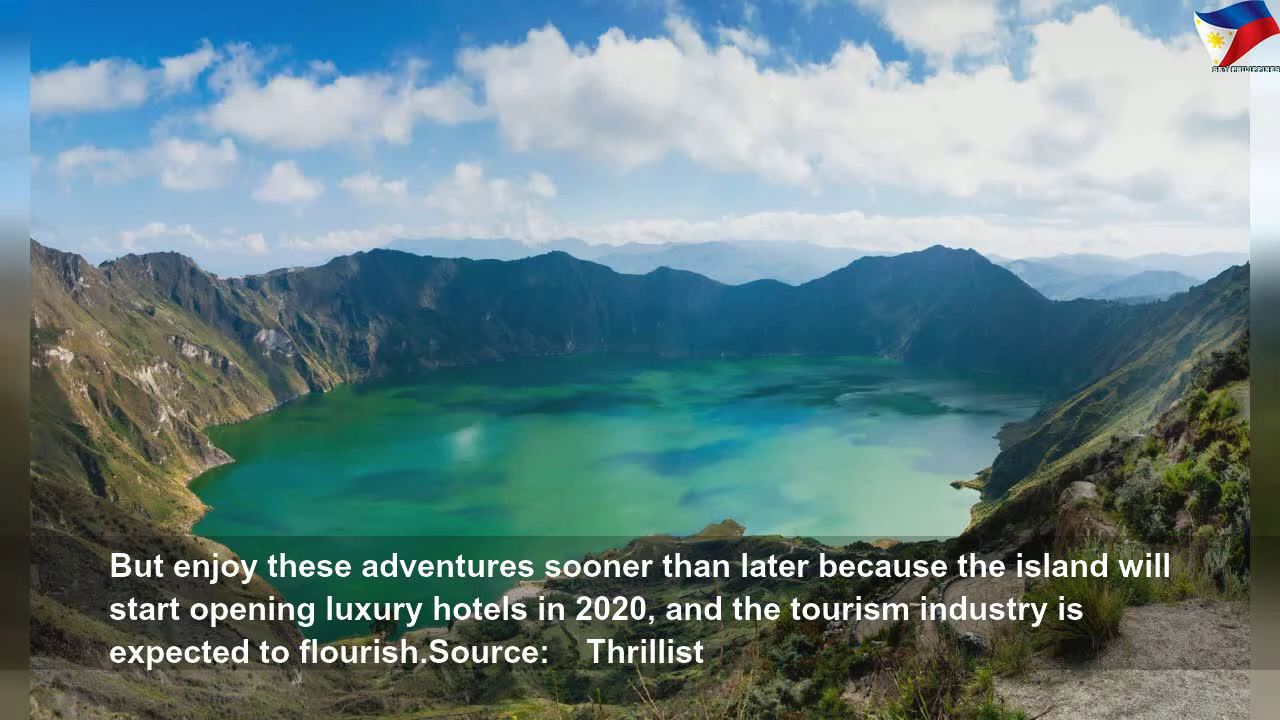 SKYPHILIPPINES
But enjoy these adventures sooner than later because the island will
start opening luxury hotels in 2020, and the tourism industry is
expected to flourish.Source:    Thrillist